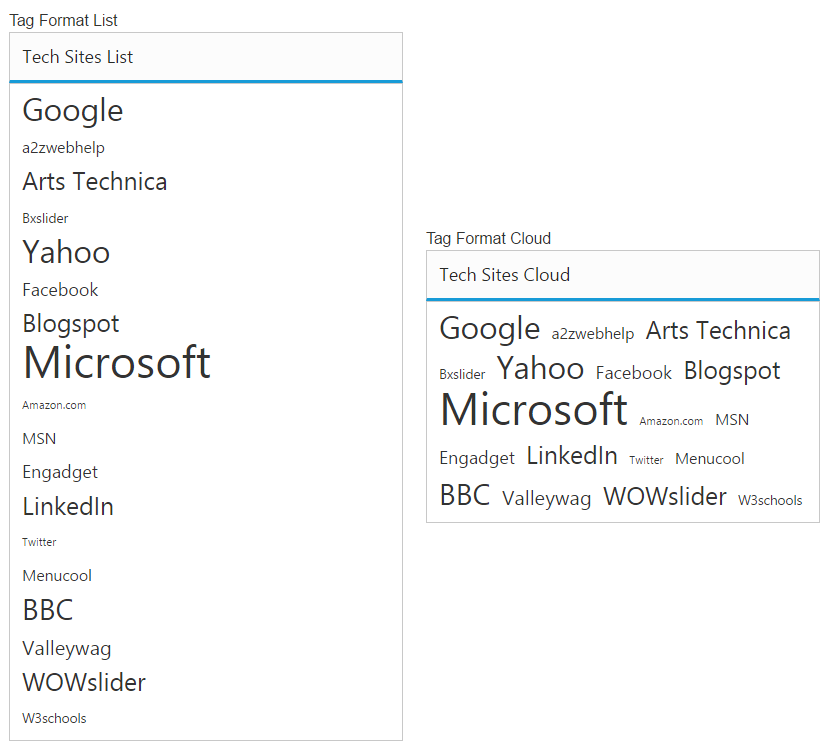 Tag Format List
Tech Sites List
Google
a2zwebhelp
Arts Technica
Bxslider
Yahoo
Facebook
Blogspot
Microsoft
Amazon.com
MSN
Engadget
LinkedIn
Twitter
Menucool
BBC
Valleywag
WOWslider
W3schools
Tag Format Cloud
Tech Sites Cloud
Google a2zwebhelp Arts Technica
Bxslider Yahoo Facebook Blogspot
Microsoft Amazon.com MSN
Engadget LinkedIn Twitter Menucool
BBC Valleywag WOWslider W3schools